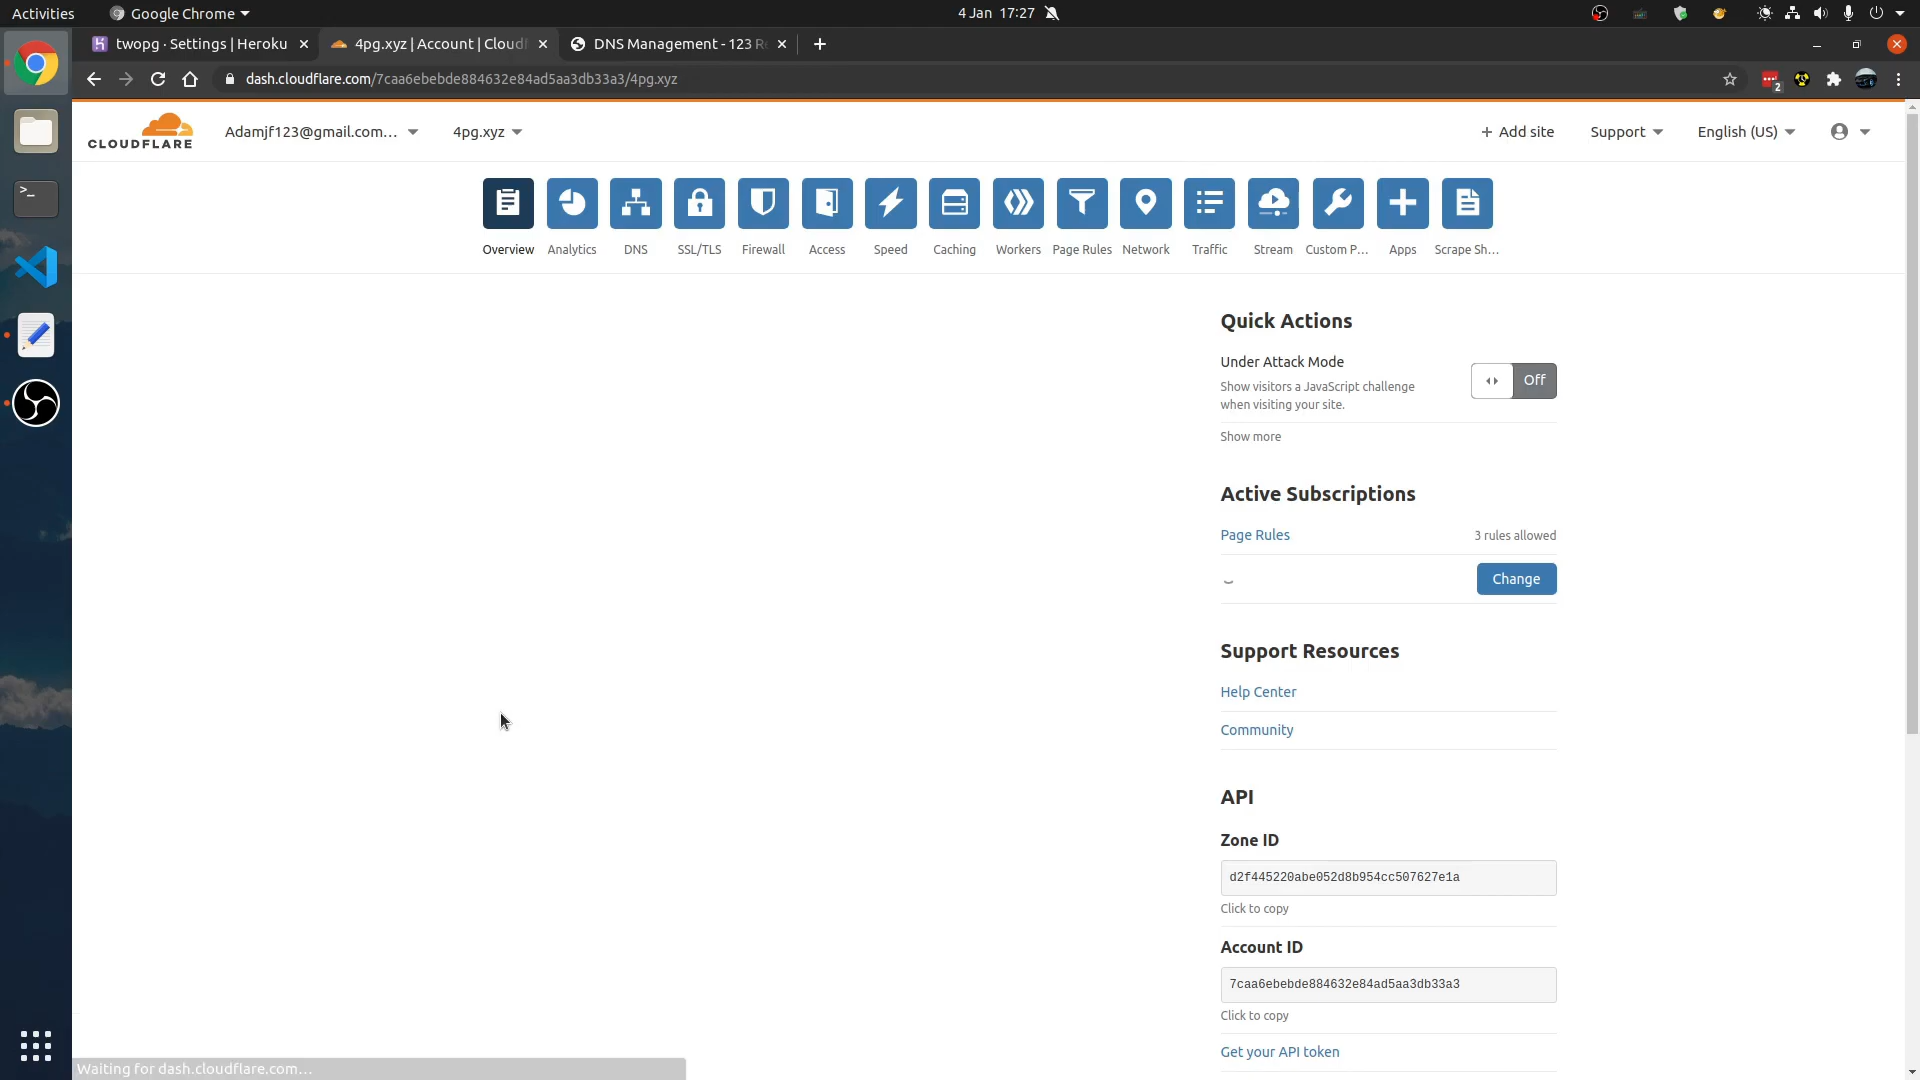 Activities
Google Chrome
4 Jan 17:27
twopg · Settings | Heroku
4pg.xyz | Account | Cloudf
DNS Management - 123 R
dash.cloudflare.com/7caa6ebebde884632e84ad5aa3db33a3/4pg.xyz
2
CLOUDFLARE
Adamjf123@gmail.com...
4pg.xyz
+ Add site
Support
English (US)
Overview
Analytics
DNS
SSL/TLS
Firewall
Access
Speed
Caching
Workers
Page Rules
Network
Traffic
Stream
Custom P...
Apps
Scrape Sh...
Quick Actions
Under Attack Mode
Show visitors a JavaScript challenge
when visiting your site.
Off
Show more
Active Subscriptions
Page Rules
3 rules allowed
Change
Support Resources
Help Center
Community
API
Zone ID
d2f445220abe052d8b954cc507627e1a
Click to copy
Account ID
7caa6ebebde884632e84ad5aa3db33a3
Click to copy
Get your API token
Waiting for dash.cloudflare.com...